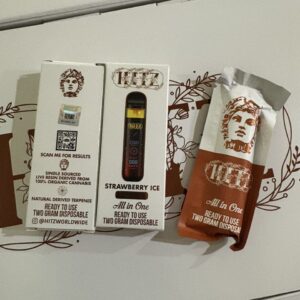 SCAN ME FOR RESULTS
SINGLE SOURCED
LIVE RESIN DERIVED FROM
100% ORGANIC CANNABIS
NATURAL DERIVED TERPENES
READY TO USE
TWO GRAM DISPOSABLE
@HITZWORLDWIDE
HITZ
STRAWBERRY ICE
All in One
READY TO USE
TWO GRAM DISPOSABLE
HITZ
All in One
READY TO USE
TWO GRAM DISPOSABLE